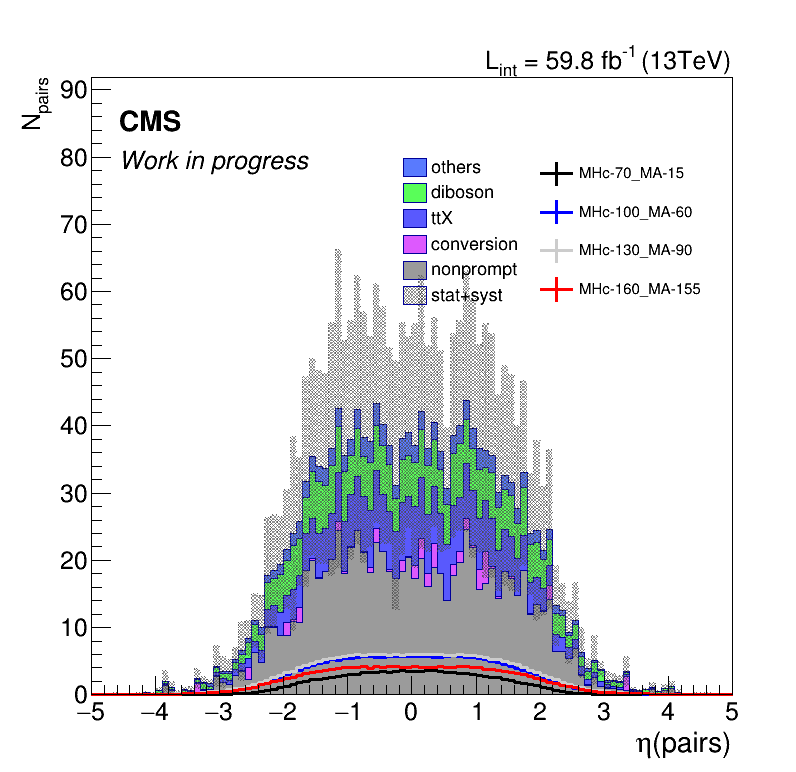 L_int = 59.8 fb^-1 (13TeV)
N_pairs
90
80
70
60
50
40
30
20
10
0
CMS
Work in progress
others
diboson
ttX
conversion
nonprompt
stat+syst
MHc-70_MA-15
MHc-100_MA-60
MHc-130_MA-90
MHc-160_MA-155
−5 −4 −3 −2 −1 0 1 2 3 4 5
η(pairs)